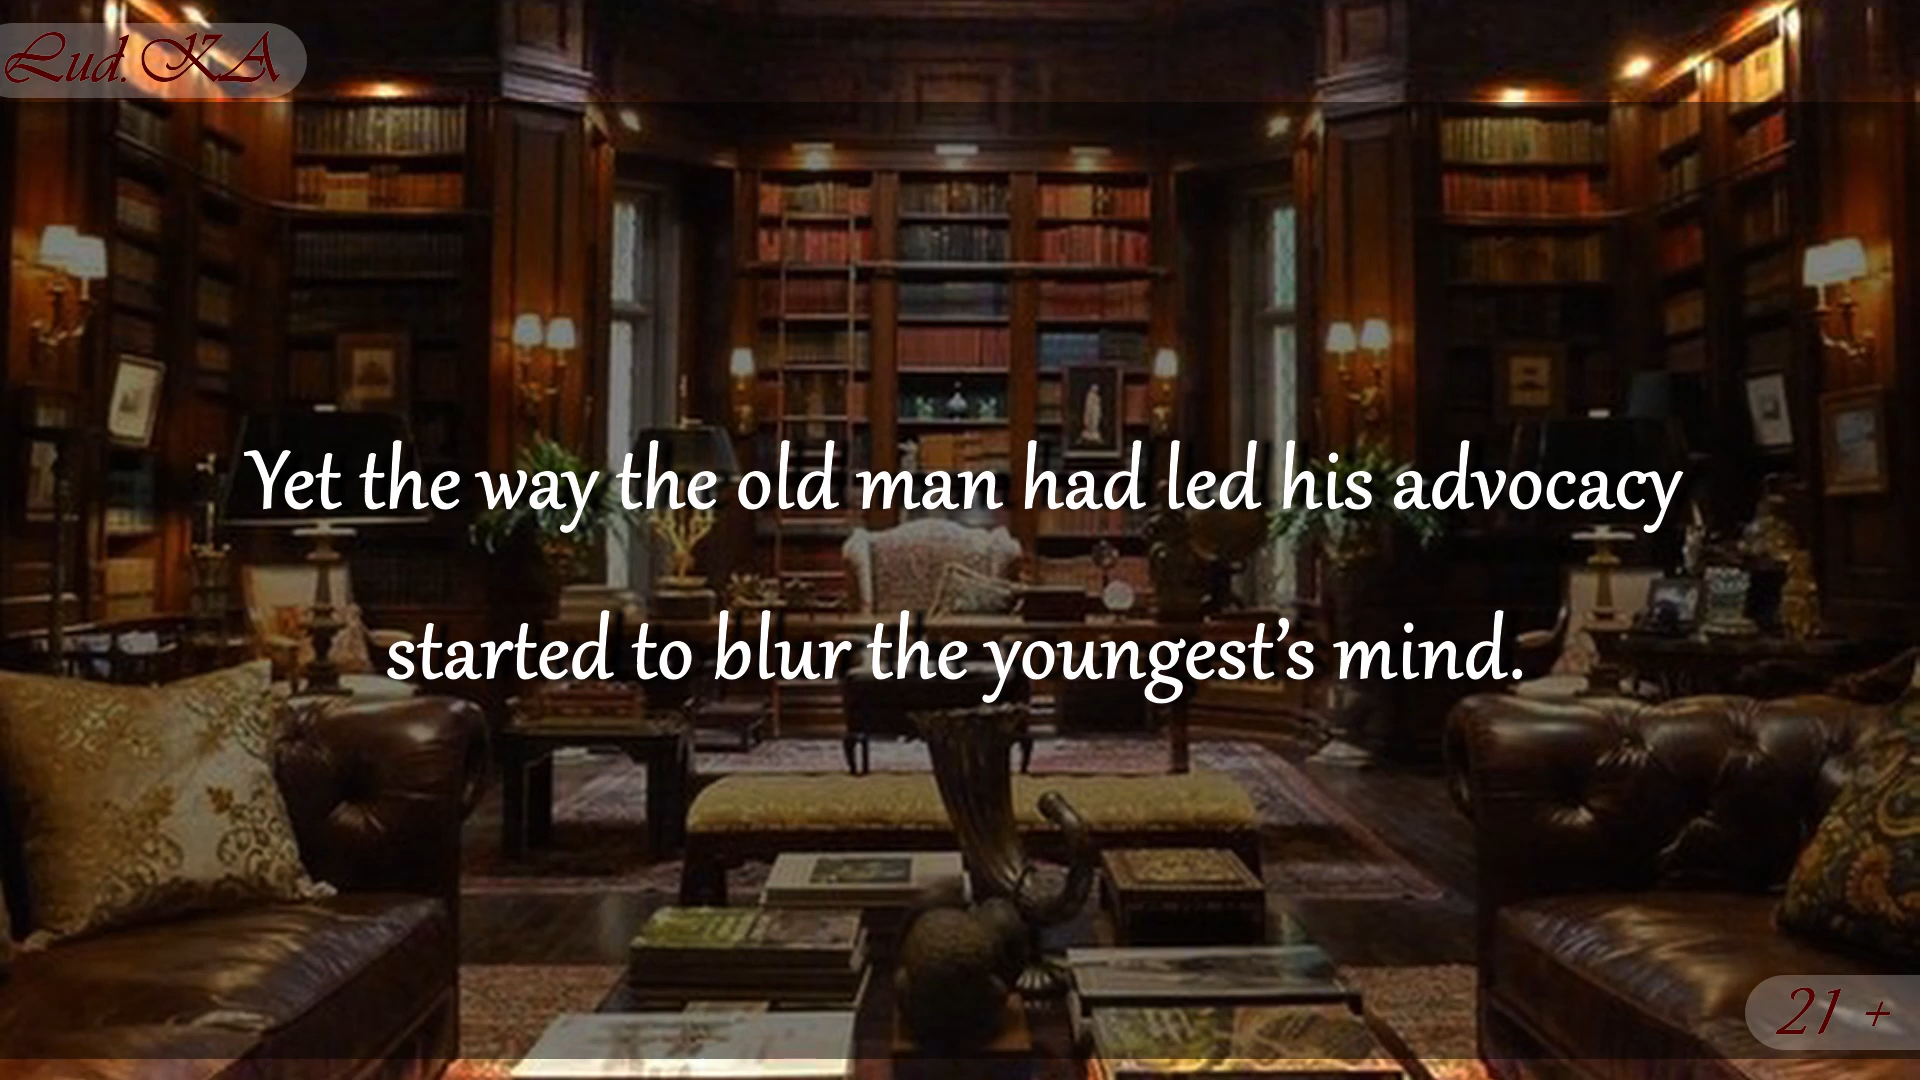 Lud. KA
Yet the way the old man had led his advocacy
started to blur the youngest’s mind.
21 +